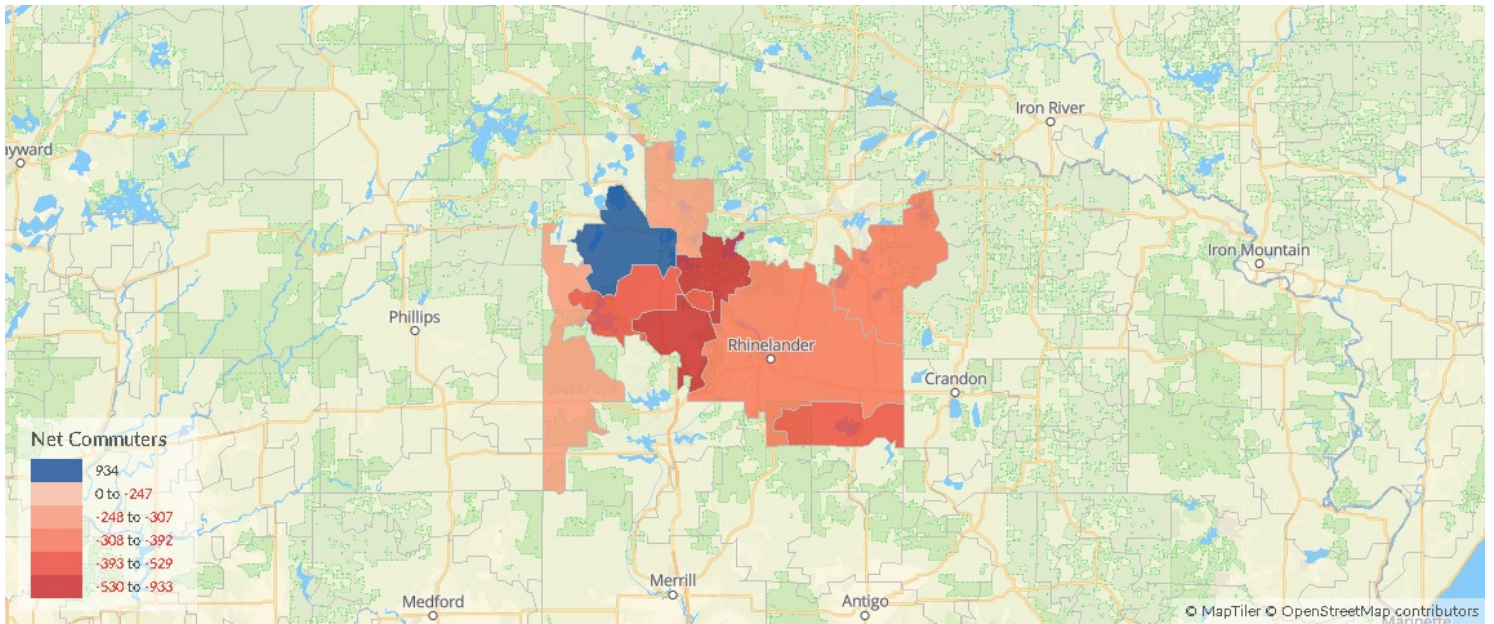 Iron River
ayward
Iron Mountain
Phillips
Rhinelander
Crandon
Net Commuters
934
0 to -247
-248 to -307
-308 to -392
-393 to -529
-530 to -933
Merrill
Medford
Antigo
© MapTiler © OpenStreetMap contributors
Marinette